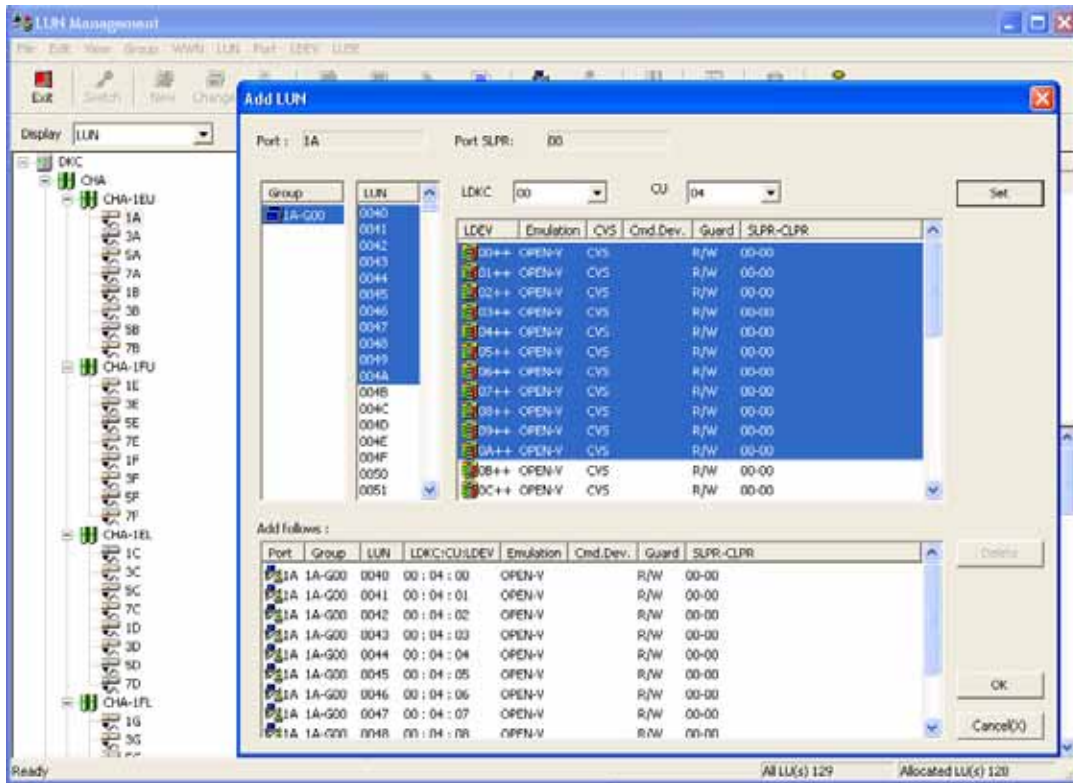 LUN Management
File Edit View Group WWN LUN Port LDEV LUSE
Exit Switch New Change
Display LUN
DKC
CHA
CHA-1EU
1A
3A
5A
7A
1B
3B
5B
7B
CHA-1FU
1E
3E
5E
7E
1F
3F
5F
7F
CHA-1EL
1C
3C
5C
7C
1D
3D
5D
7D
CHA-1FL
1G
3G
Add LUN
Port : 1A Port SLPR: 00
LDKC 00 CU 04 Set
Group
1A-G00
LUN
0040
0041
0042
0043
0044
0045
0046
0047
0048
0049
004A
004B
004C
004D
004E
004F
0050
0051
LDEV Emulation CVS Cmd.Dev. Guard SLPR-CLPR
00++ OPEN-V CVS R/W 00-00
01++ OPEN-V CVS R/W 00-00
02++ OPEN-V CVS R/W 00-00
03++ OPEN-V CVS R/W 00-00
04++ OPEN-V CVS R/W 00-00
05++ OPEN-V CVS R/W 00-00
06++ OPEN-V CVS R/W 00-00
07++ OPEN-V CVS R/W 00-00
08++ OPEN-V CVS R/W 00-00
09++ OPEN-V CVS R/W 00-00
0A++ OPEN-V CVS R/W 00-00
0B++ OPEN-V CVS R/W 00-00
0C++ OPEN-V CVS R/W 00-00
Add follows :
Port Group LUN LDKC:CU:LDEV Emulation Cmd.Dev. Guard SLPR-CLPR
1A 1A-G00 0040 00 : 04 : 00 OPEN-V R/W 00-00
1A 1A-G00 0041 00 : 04 : 01 OPEN-V R/W 00-00
1A 1A-G00 0042 00 : 04 : 02 OPEN-V R/W 00-00
1A 1A-G00 0043 00 : 04 : 03 OPEN-V R/W 00-00
1A 1A-G00 0044 00 : 04 : 04 OPEN-V R/W 00-00
1A 1A-G00 0045 00 : 04 : 05 OPEN-V R/W 00-00
1A 1A-G00 0046 00 : 04 : 06 OPEN-V R/W 00-00
1A 1A-G00 0047 00 : 04 : 07 OPEN-V R/W 00-00
1A 1A-G00 0048 00 : 04 : 08 OPEN-V R/W 00-00
Delete
OK
Cancel(X)
Ready All LU(s) 129 Allocated LU(s) 128